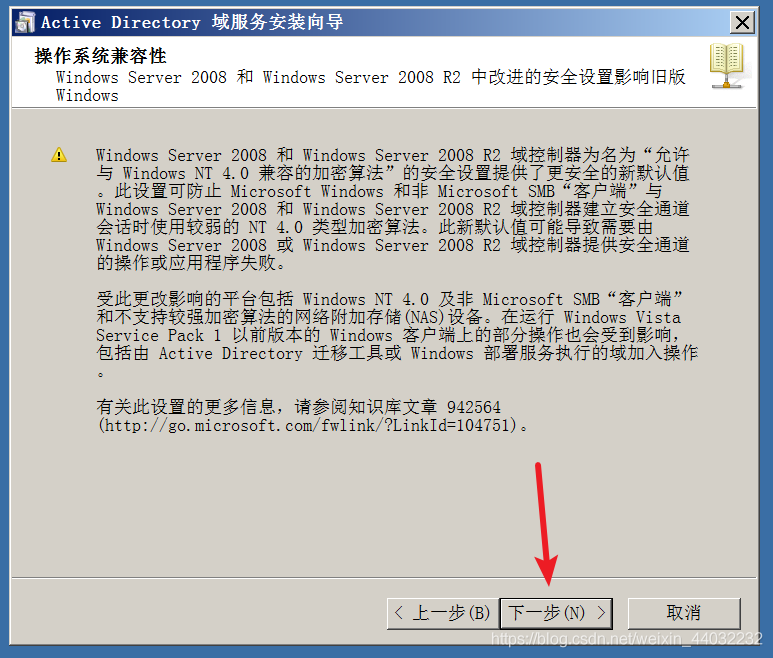 Active Directory 域服务安装向导
操作系统兼容性
Windows Server 2008 和 Windows Server 2008 R2 中改进的安全设置影响旧版
Windows
Windows Server 2008 和 Windows Server 2008 R2 域控制器为名为“允许
与 Windows NT 4.0 兼容的加密算法”的安全设置提供了更安全的新默认值
。此设置可防止 Microsoft Windows 和非 Microsoft SMB“客户端”与
Windows Server 2008 和 Windows Server 2008 R2 域控制器建立安全通道
会话时使用较弱的 NT 4.0 类型加密算法。此新默认值可能导致需要由
Windows Server 2008 或 Windows Server 2008 R2 域控制器提供安全通道
的操作或应用程序失败。
受此更改影响的平台包括 Windows NT 4.0 及非 Microsoft SMB“客户端”
和不支持较强加密算法的网络附加存储(NAS)设备。在运行 Windows Vista
Service Pack 1 以前版本的 Windows 客户端上的部分操作也会受到影响，
包括由 Active Directory 迁移工具或 Windows 部署服务执行的域加入操作
。
有关此设置的更多信息，请参阅知识库文章 942564
(http://go.microsoft.com/fwlink/?LinkId=104751)。
< 上一步(B) 下一步(N) > 取消
https://blog.csdn.net/weixin_44032232